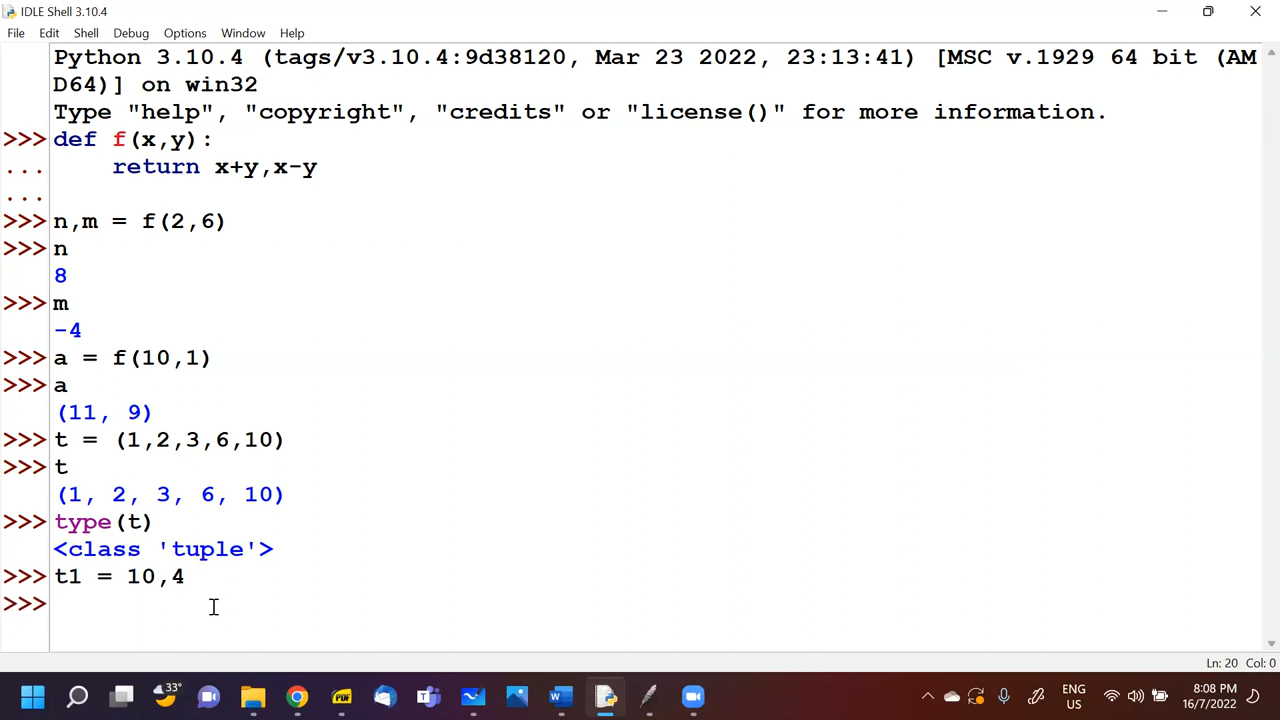 IDLE Shell 3.10.4
File Edit Shell Debug Options Window Help
Python 3.10.4 (tags/v3.10.4:9d38120, Mar 23 2022, 23:13:41) [MSC v.1929 64 bit (AM
D64)] on win32
Type "help", "copyright", "credits" or "license()" for more information.
>>> def f(x,y):
...     return x+y,x-y
...
>>> n,m = f(2,6)
>>> n
8
>>> m
-4
>>> a = f(10,1)
>>> a
(11, 9)
>>> t = (1,2,3,6,10)
>>> t
(1, 2, 3, 6, 10)
>>> type(t)
<class 'tuple'>
>>> t1 = 10,4
>>>
Ln: 20 Col: 0
33°
PDF
ENG
US
8:08 PM
16/7/2022